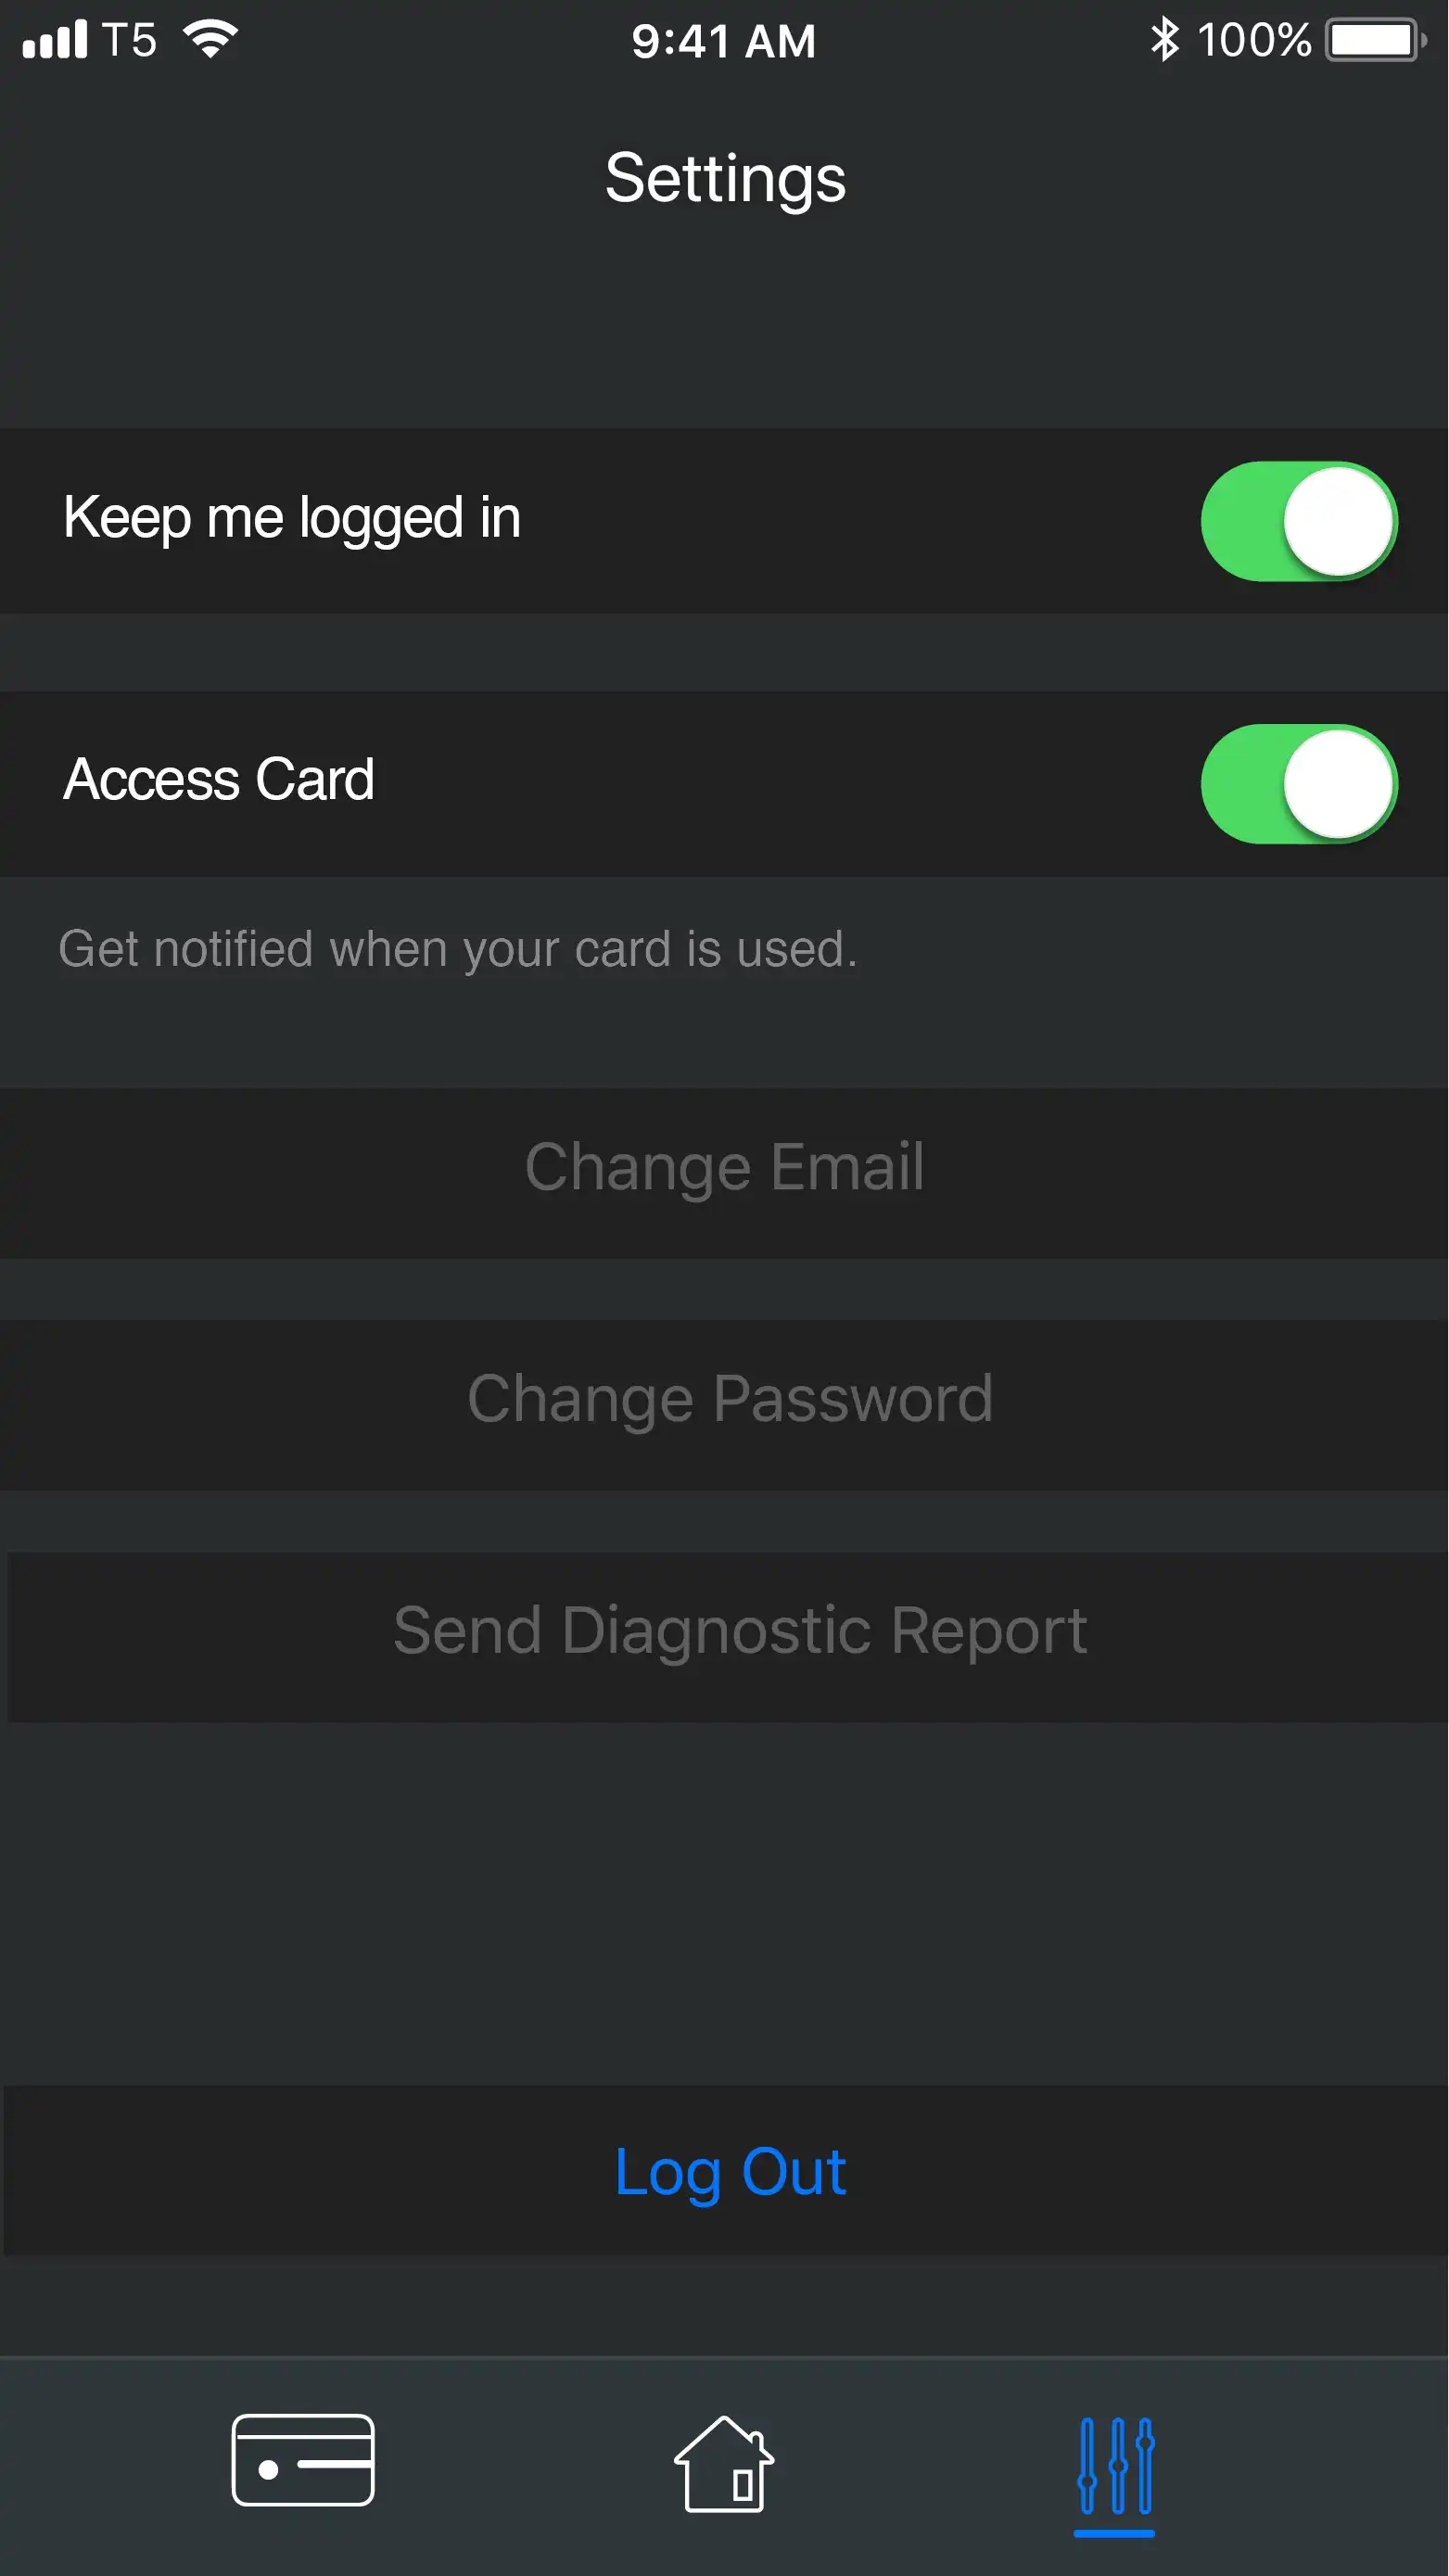 T5 9:41 AM 100%
Settings
Keep me logged in
Access Card
Get notified when your card is used.
Change Email
Change Password
Send Diagnostic Report
Log Out